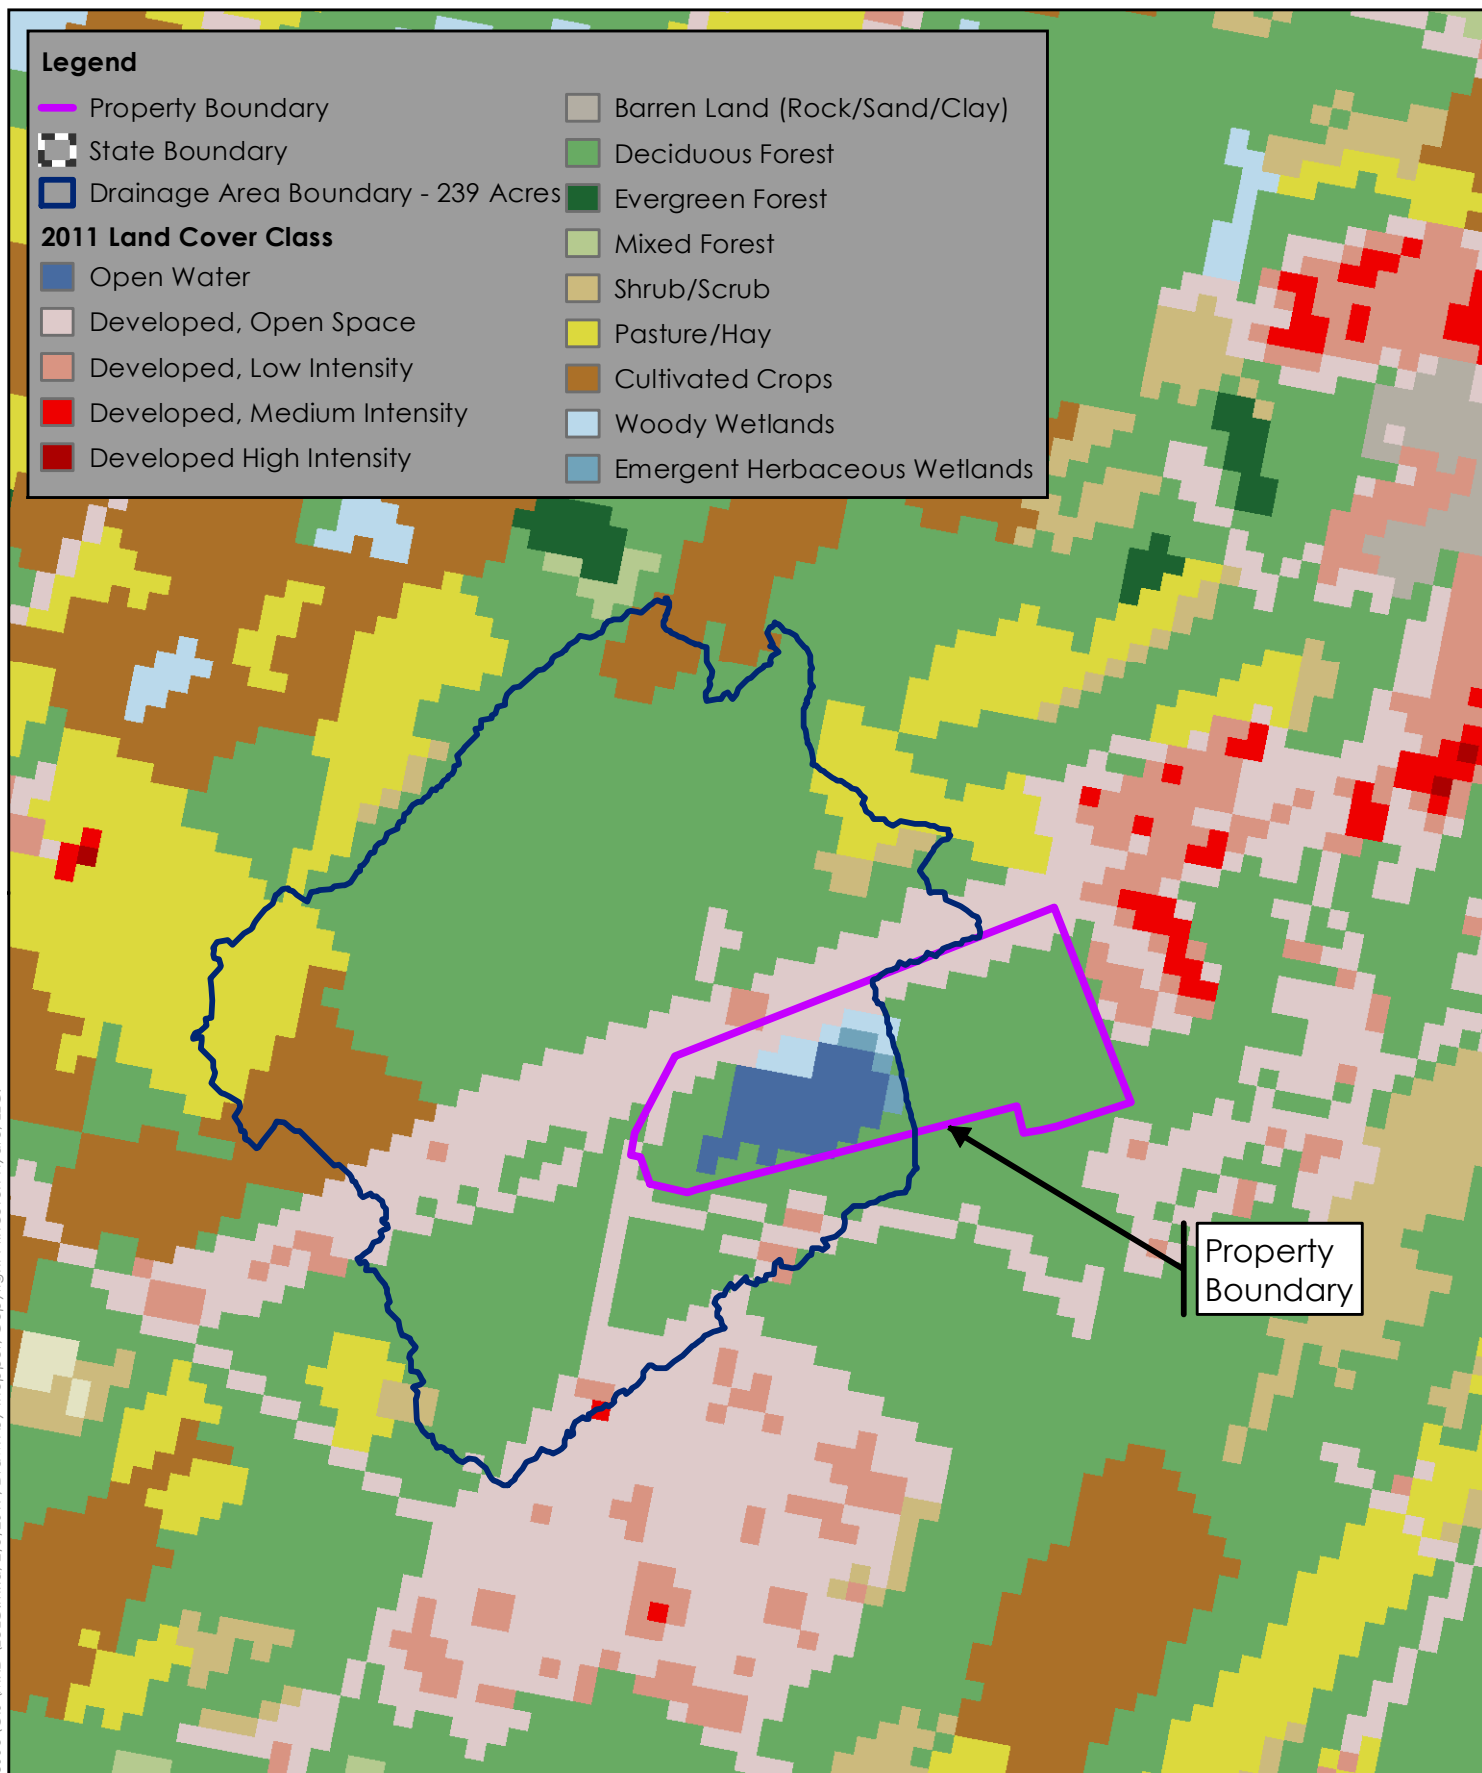 Legend
Property Boundary
State Boundary
Drainage Area Boundary - 239 Acres
2011 Land Cover Class
Open Water
Developed, Open Space
Developed, Low Intensity
Developed, Medium Intensity
Developed High Intensity
Barren Land (Rock/Sand/Clay)
Deciduous Forest
Evergreen Forest
Mixed Forest
Shrub/Scrub
Pasture/Hay
Cultivated Crops
Woody Wetlands
Emergent Herbaceous Wetlands
Property
Boundary